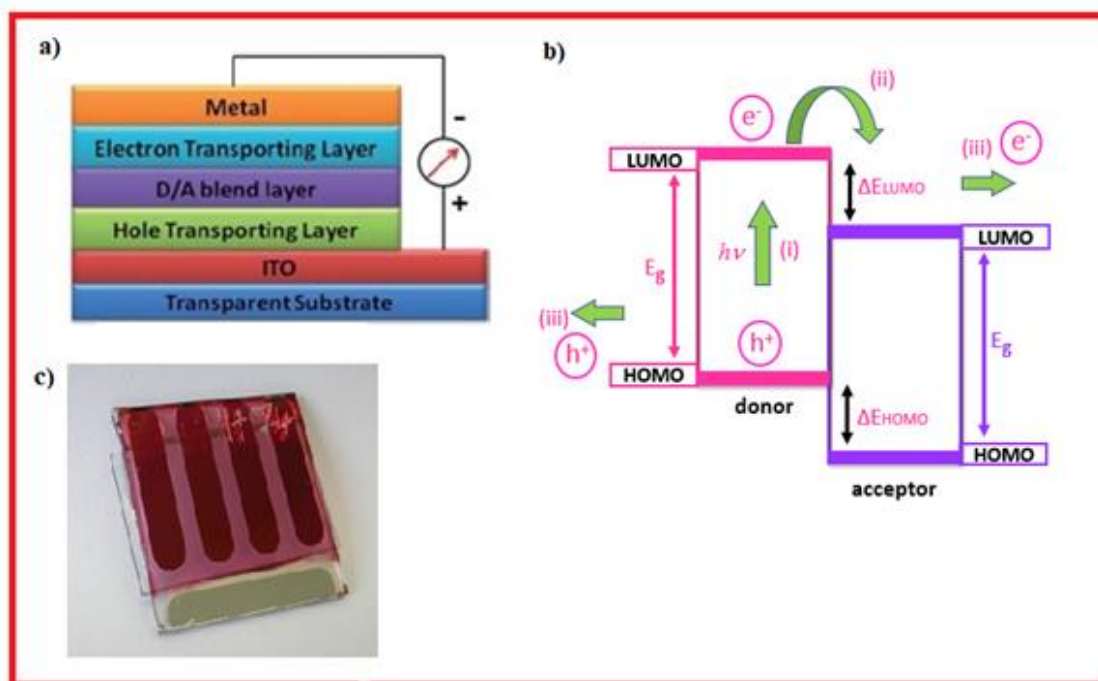 a)
Metal
Electron Transporting Layer
D/A blend layer
Hole Transporting Layer
ITO
Transparent Substrate
-
+
b)
(ii)
e-
LUMO
(iii) e-
ΔELUMO
LUMO
hν (i)
Eg
Eg
(iii)
h+
h+
HOMO
donor
ΔEHOMO
HOMO
acceptor
c)